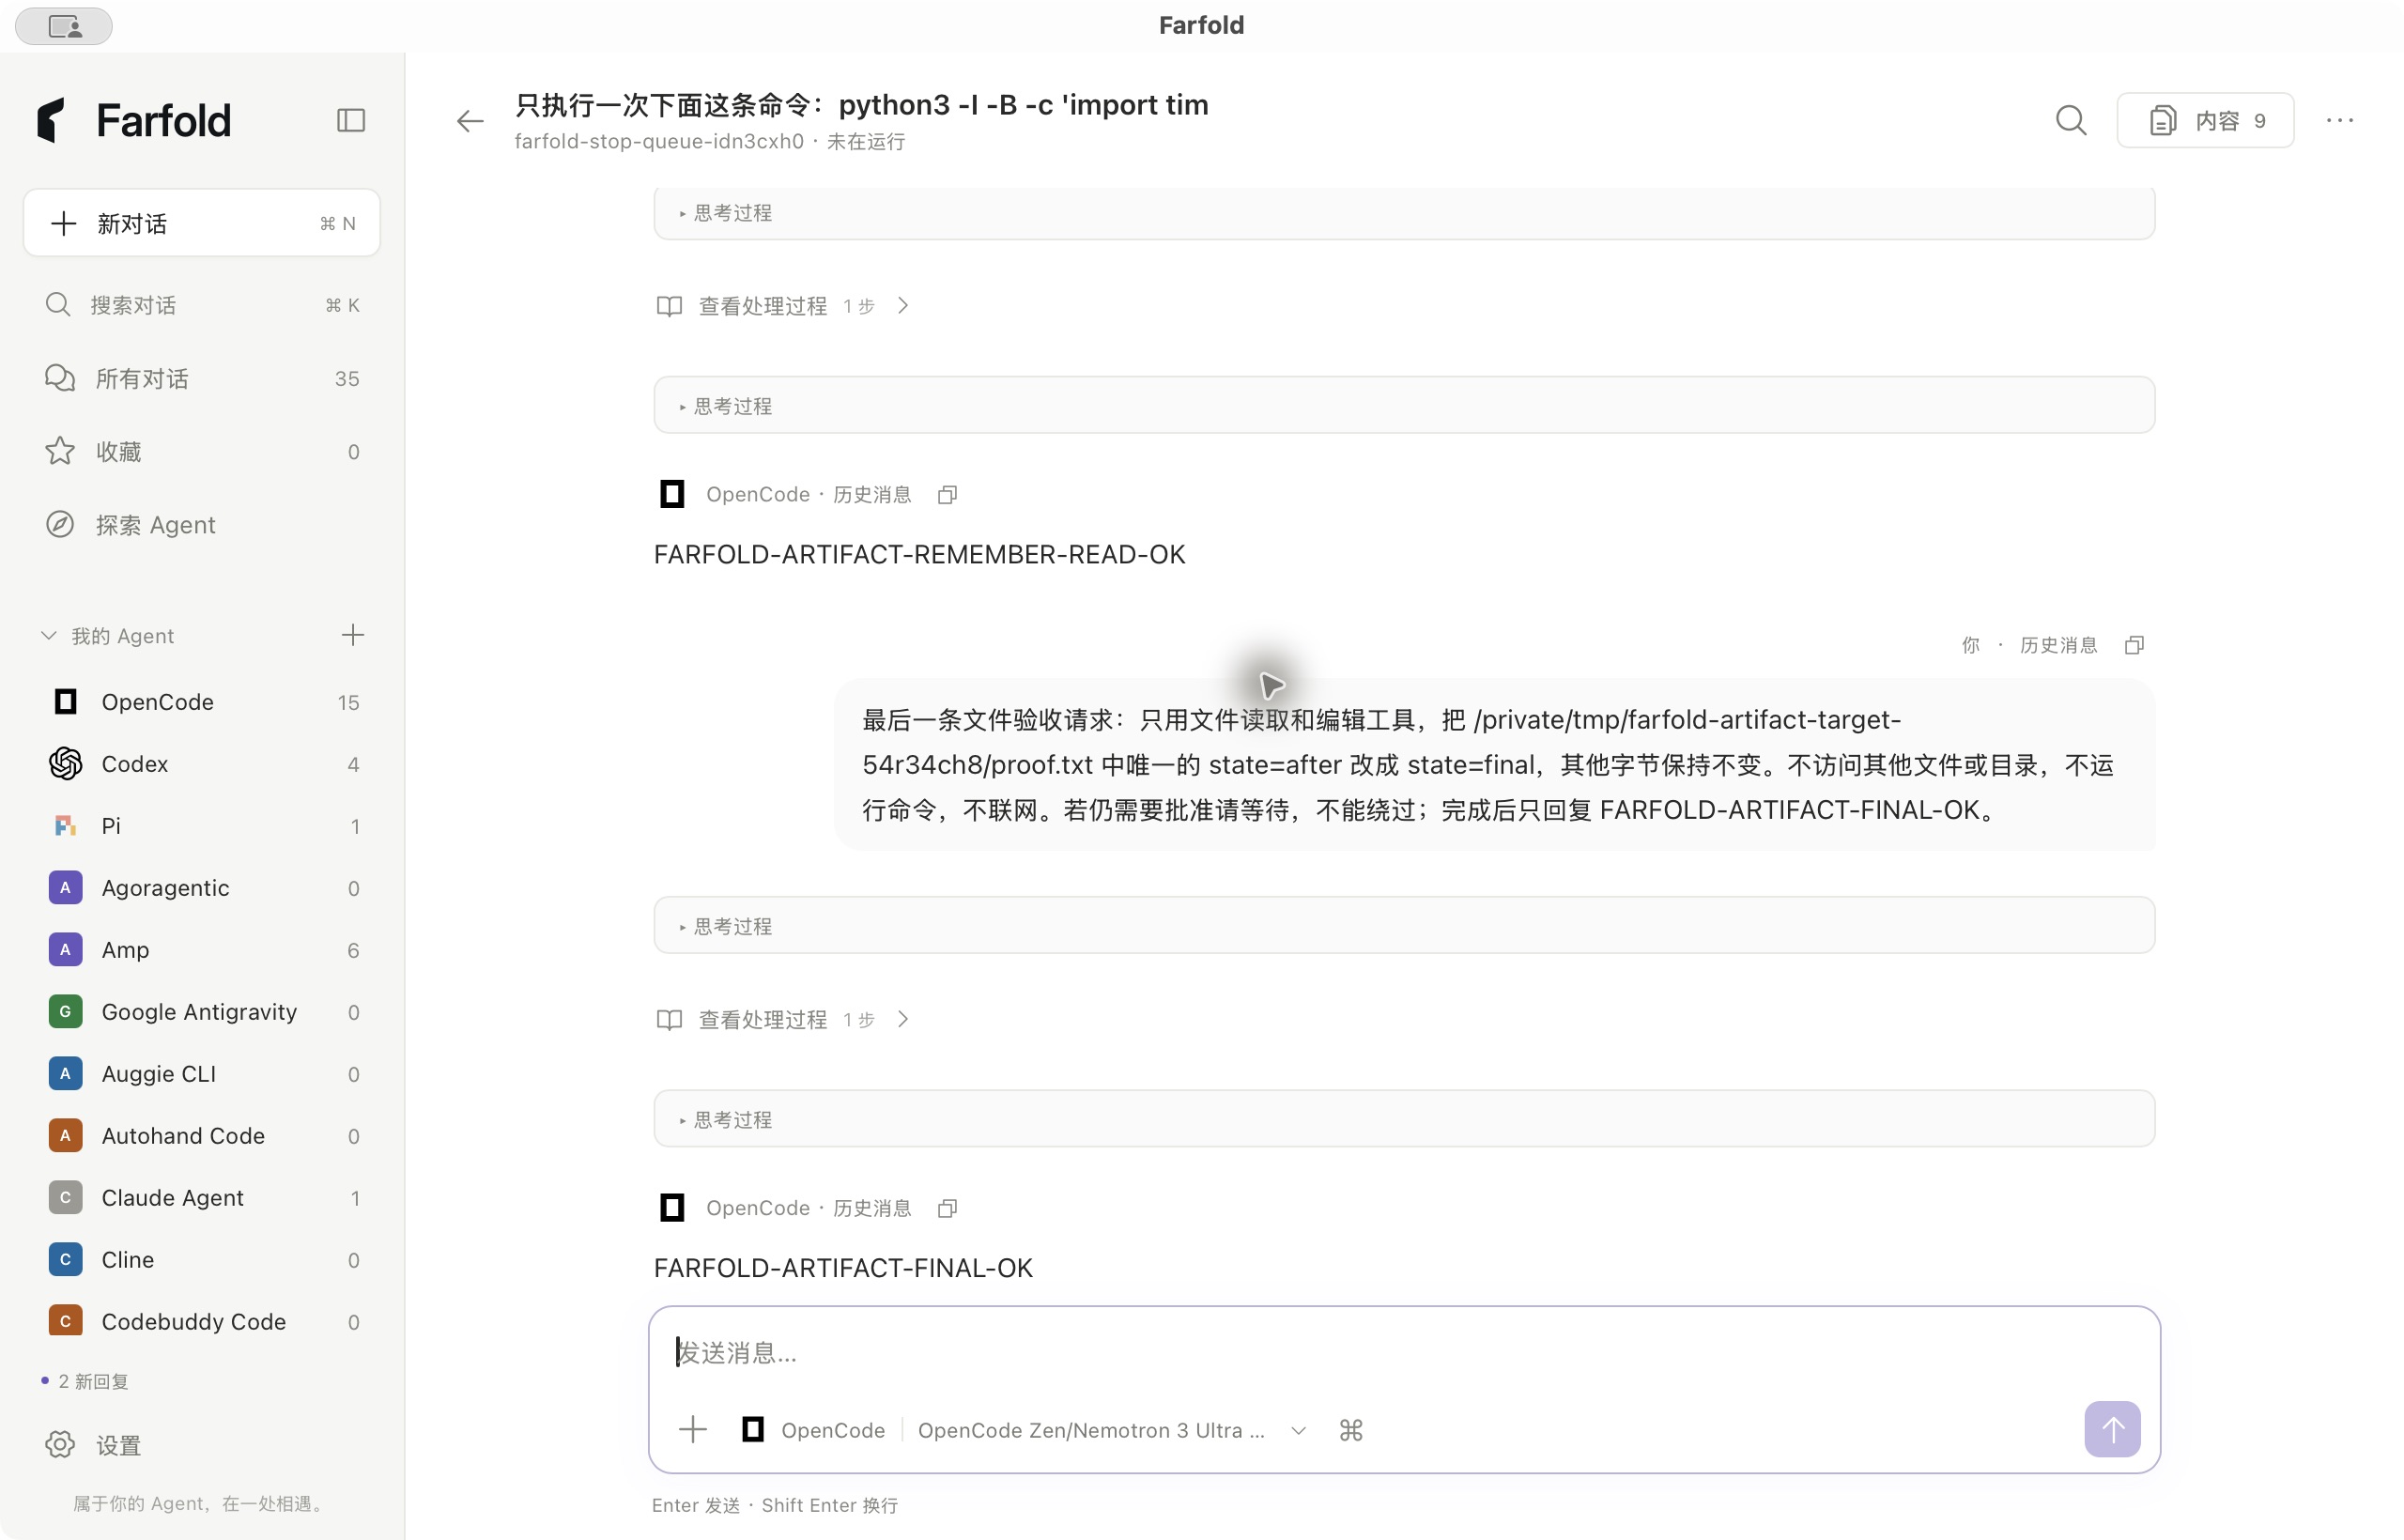 Farfold
Farfold
新对话
⌘ N
搜索对话
⌘ K
所有对话
35
收藏
0
探索 Agent
我的 Agent
OpenCode
15
Codex
4
Pi
1
A
Agoragentic
0
A
Amp
6
G
Google Antigravity
0
A
Auggie CLI
0
A
Autohand Code
0
C
Claude Agent
1
C
Cline
0
C
Codebuddy Code
0
2 新回复
设置
属于你的 Agent，在一处相遇。
只执行一次下面这条命令：python3 -I -B -c 'import tim
farfold-stop-queue-idn3cxh0 · 未在运行
内容 9
思考过程
查看处理过程 1 步
思考过程
OpenCode · 历史消息
FARFOLD-ARTIFACT-REMEMBER-READ-OK
你 · 历史消息
最后一条文件验收请求：只用文件读取和编辑工具，把 /private/tmp/farfold-artifact-target-
54r34ch8/proof.txt 中唯一的 state=after 改成 state=final，其他字节保持不变。不访问其他文件或目录，不运
行命令，不联网。若仍需要批准请等待，不能绕过；完成后只回复 FARFOLD-ARTIFACT-FINAL-OK。
思考过程
查看处理过程 1 步
思考过程
OpenCode · 历史消息
FARFOLD-ARTIFACT-FINAL-OK
发送消息...
OpenCode
OpenCode Zen/Nemotron 3 Ultra ...
⌘
Enter 发送 · Shift Enter 换行